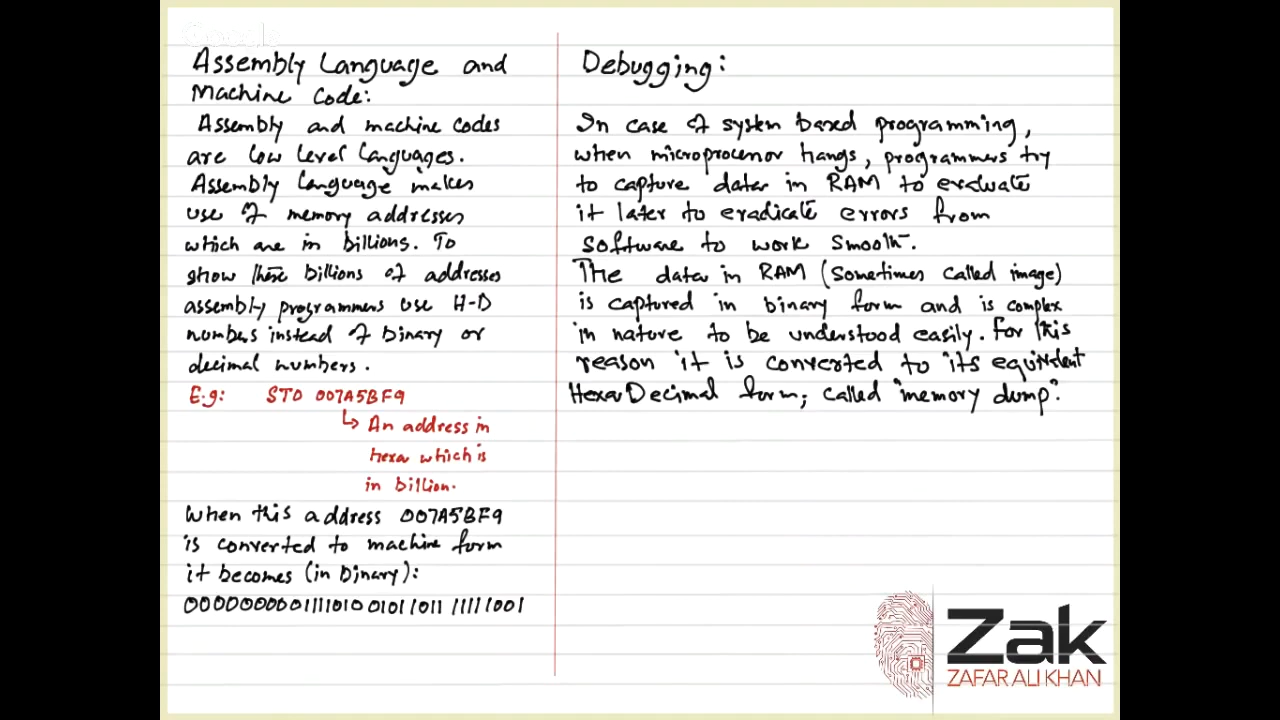 Google
Assembly Language and
Machine Code:
Assembly and machine codes
are low level languages.
Assembly language makes
use of memory addresses
which are in billions. To
show these billions of addresses
assembly programmers use H-D
numbers instead of binary or
decimal numbers.
E.g: STO 007A5BF9
An address in
hexa which is
in billion.
When this address 007A5BF9
is converted to machine form
it becomes (in binary):
00000000011110100101101111111001
Debugging:
In case of system based programming,
when microprocessor hangs, programmers try
to capture data in RAM to evaluate
it later to eradicate errors from
software to work smooth.
The data in RAM (sometimes called image)
is captured in binary form and is complex
in nature to be understood easily. For this
reason it is converted to its equivalent
HexaDecimal form; called "memory dump".
Zak
ZAFAR ALI KHAN